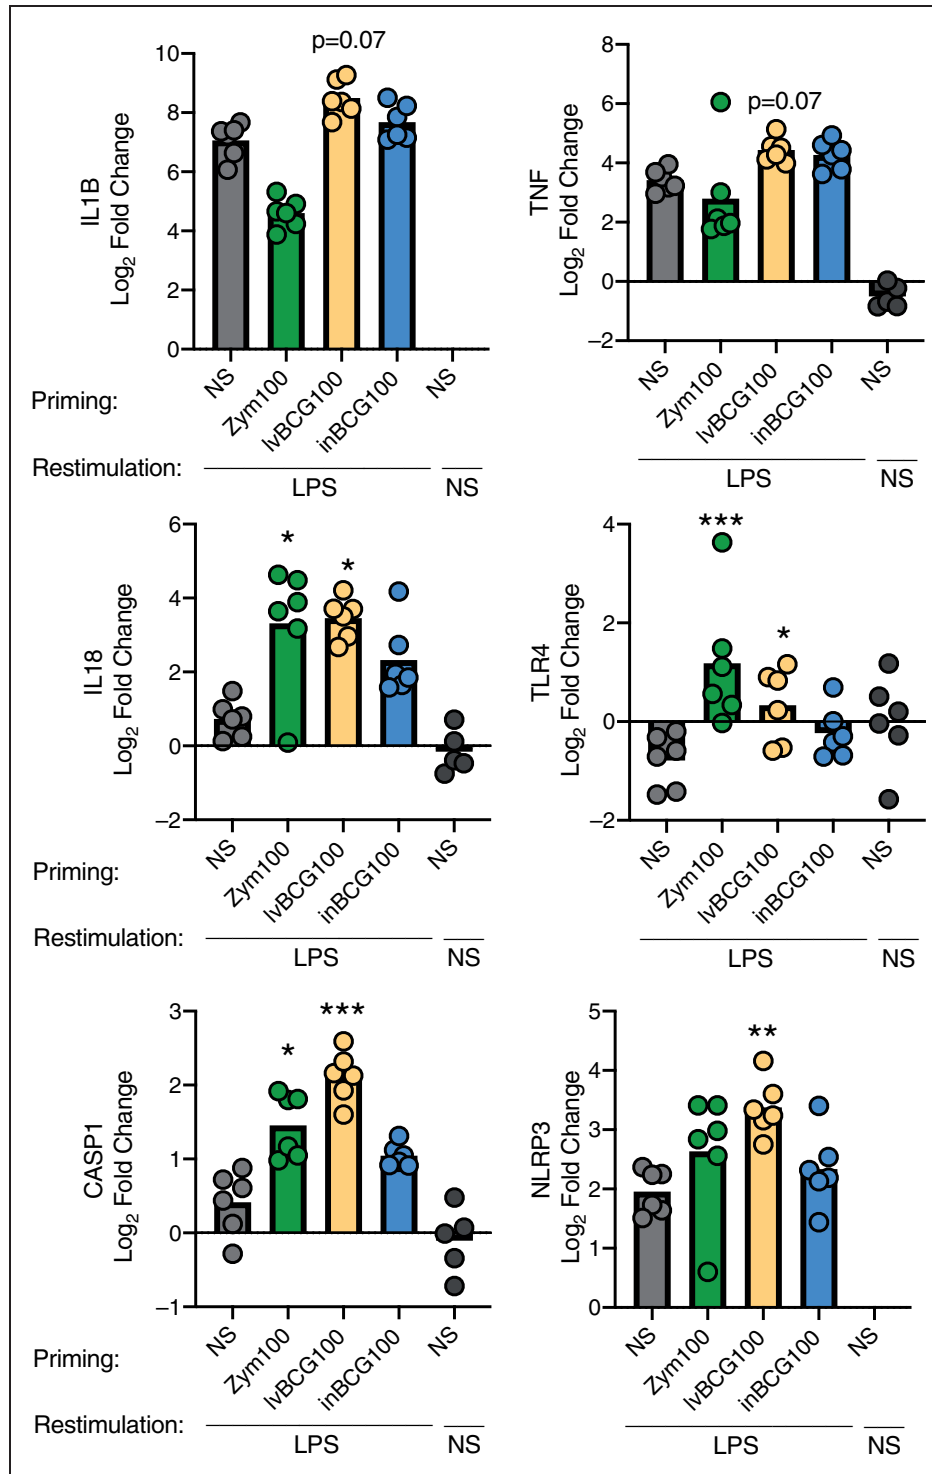 p=0.07
IL1B
Log2 Fold Change
10
8
6
4
2
0
NS
Zym100
lvBCG100
inBCG100
NS
p=0.07
TNF
Log2 Fold Change
8
6
4
2
0
−2
NS
Zym100
lvBCG100
inBCG100
NS
Priming:
Restimulation:
LPS
NS
LPS
NS
IL18
Log2 Fold Change
6
4
2
0
−2
*
*
NS
Zym100
lvBCG100
inBCG100
NS
TLR4
Log2 Fold Change
4
2
0
−2
***
*
NS
Zym100
lvBCG100
inBCG100
NS
Priming:
Restimulation:
LPS
NS
LPS
NS
CASP1
Log2 Fold Change
3
2
1
0
−1
*
***
NS
Zym100
lvBCG100
inBCG100
NS
NLRP3
Log2 Fold Change
5
4
3
2
1
0
**
NS
Zym100
lvBCG100
inBCG100
NS
Priming:
Restimulation:
LPS
NS
LPS
NS